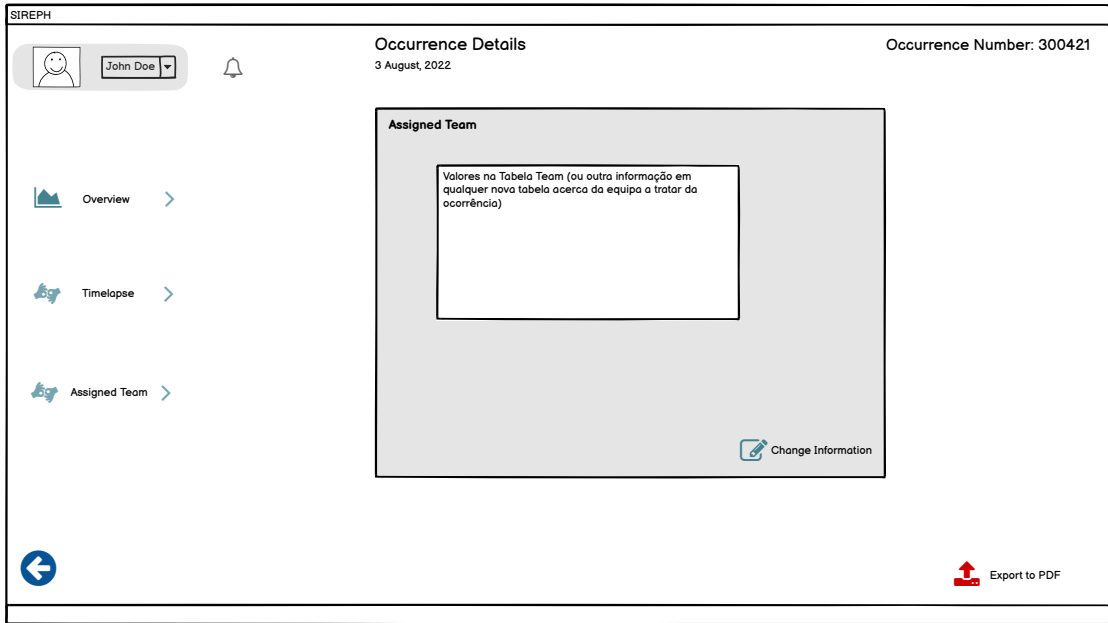 SIREPH
John Doe
Occurrence Details
3 August, 2022
Occurrence Number: 300421
Assigned Team
Valores na Tabela Team (ou outra informação em
qualquer nova tabela acerca da equipa a tratar da
ocorrência)
Overview
Timelapse
Assigned Team
Change Information
Export to PDF